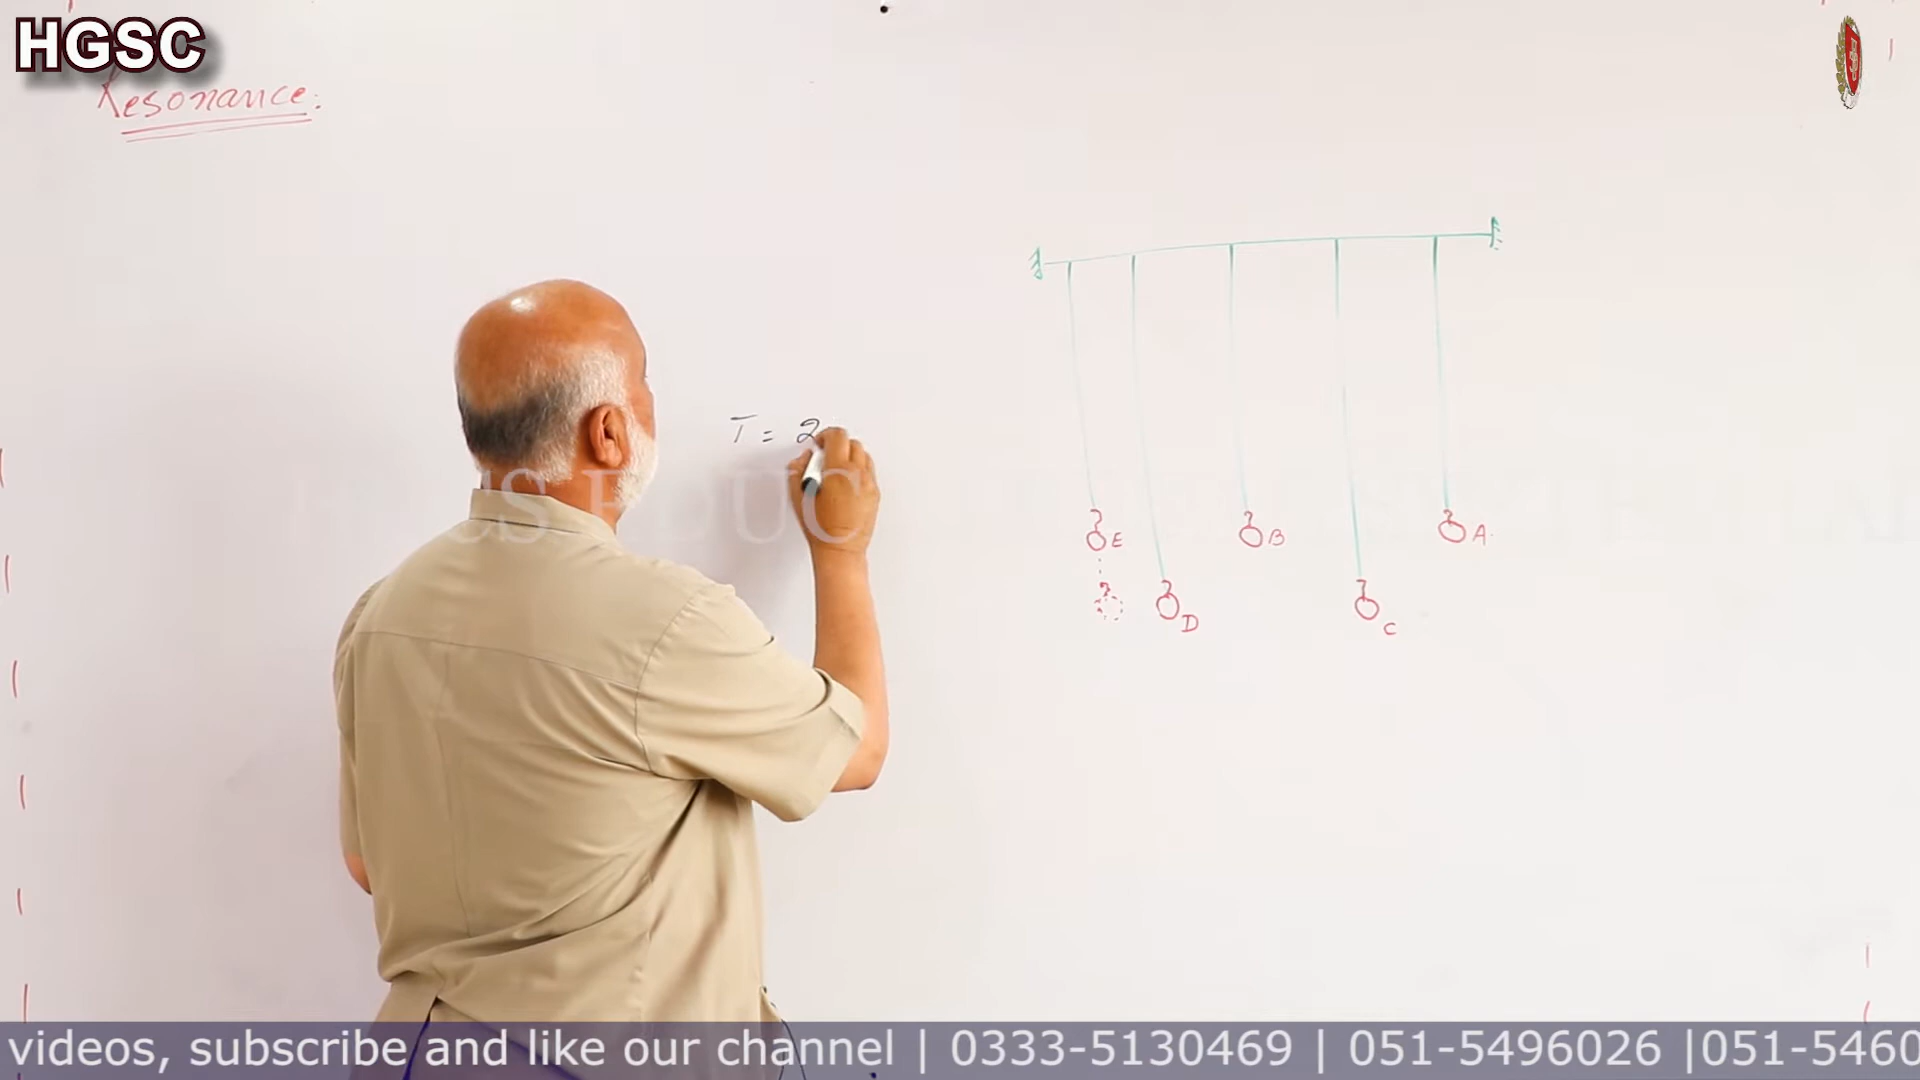 HGSC
Resonance:
T = 2
E
B
A.
D
C
videos, subscribe and like our channel | 0333-5130469 | 051-5496026 |051-5460